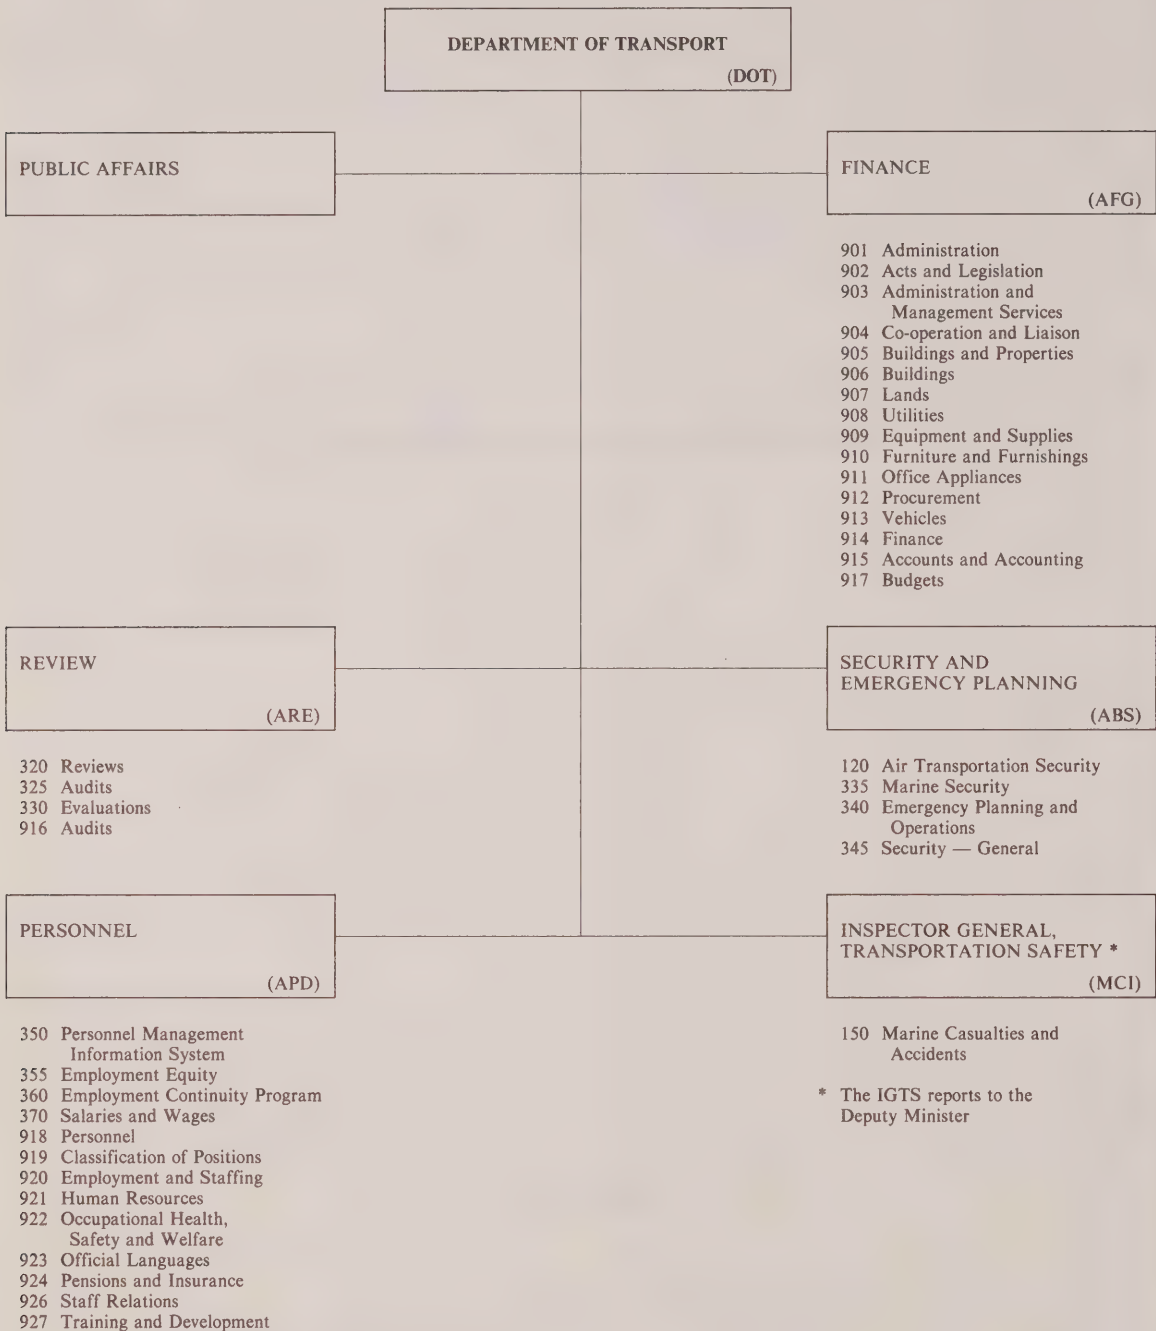 DEPARTMENT OF TRANSPORT
(DOT)
PUBLIC AFFAIRS
FINANCE
(AFG)
901 Administration
902 Acts and Legislation
903 Administration and
Management Services
904 Co-operation and Liaison
905 Buildings and Properties
906 Buildings
907 Lands
908 Utilities
909 Equipment and Supplies
910 Furniture and Furnishings
911 Office Appliances
912 Procurement
913 Vehicles
914 Finance
915 Accounts and Accounting
917 Budgets
REVIEW
(ARE)
320 Reviews
325 Audits
330 Evaluations
916 Audits
SECURITY AND
EMERGENCY PLANNING
(ABS)
120 Air Transportation Security
335 Marine Security
340 Emergency Planning and
Operations
345 Security — General
PERSONNEL
(APD)
350 Personnel Management
Information System
355 Employment Equity
360 Employment Continuity Program
370 Salaries and Wages
918 Personnel
919 Classification of Positions
920 Employment and Staffing
921 Human Resources
922 Occupational Health,
Safety and Welfare
923 Official Languages
924 Pensions and Insurance
926 Staff Relations
927 Training and Development
INSPECTOR GENERAL,
TRANSPORTATION SAFETY *
(MCI)
150 Marine Casualties and
Accidents
* The IGTS reports to the
Deputy Minister